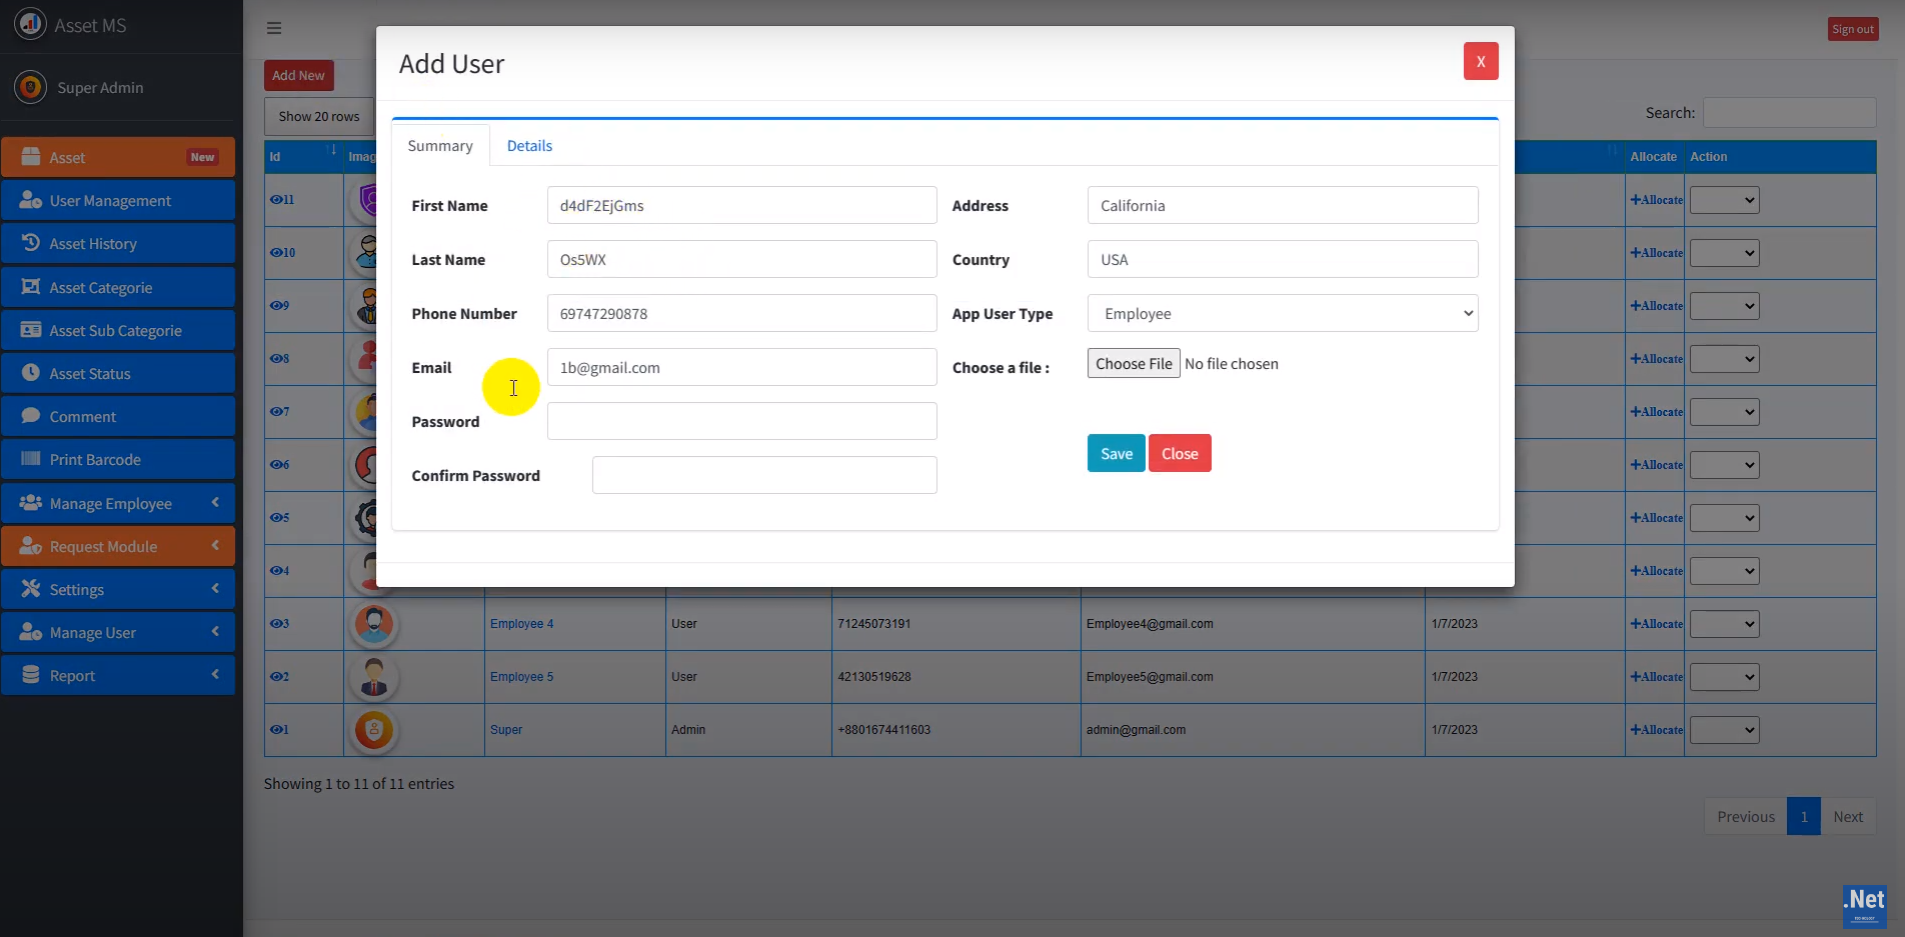 Asset MS
Super Admin
Asset New
User Management
Asset History
Asset Categorie
Asset Sub Categorie
Asset Status
Comment
Print Barcode
Manage Employee
Request Module
Settings
Manage User
Report
Sign out
Add New
Show 20 rows
Search:
Id Imag Allocate Action
Add User X
Summary Details
First Name d4dF2EjGms Address California
Last Name Os5WX Country USA
Phone Number 69747290878 App User Type Employee
Email 1b@gmail.com Choose a file : Choose File No file chosen
Password
Save Close
Confirm Password
11 +Allocate
10 +Allocate
9 +Allocate
8 +Allocate
7 +Allocate
6 +Allocate
5 +Allocate
4 +Allocate
3 Employee 4 User 71245073191 Employee4@gmail.com 1/7/2023 +Allocate
2 Employee 5 User 42130519628 Employee5@gmail.com 1/7/2023 +Allocate
1 Super Admin +8801674411603 admin@gmail.com 1/7/2023 +Allocate
Showing 1 to 11 of 11 entries
Previous 1 Next
.Net